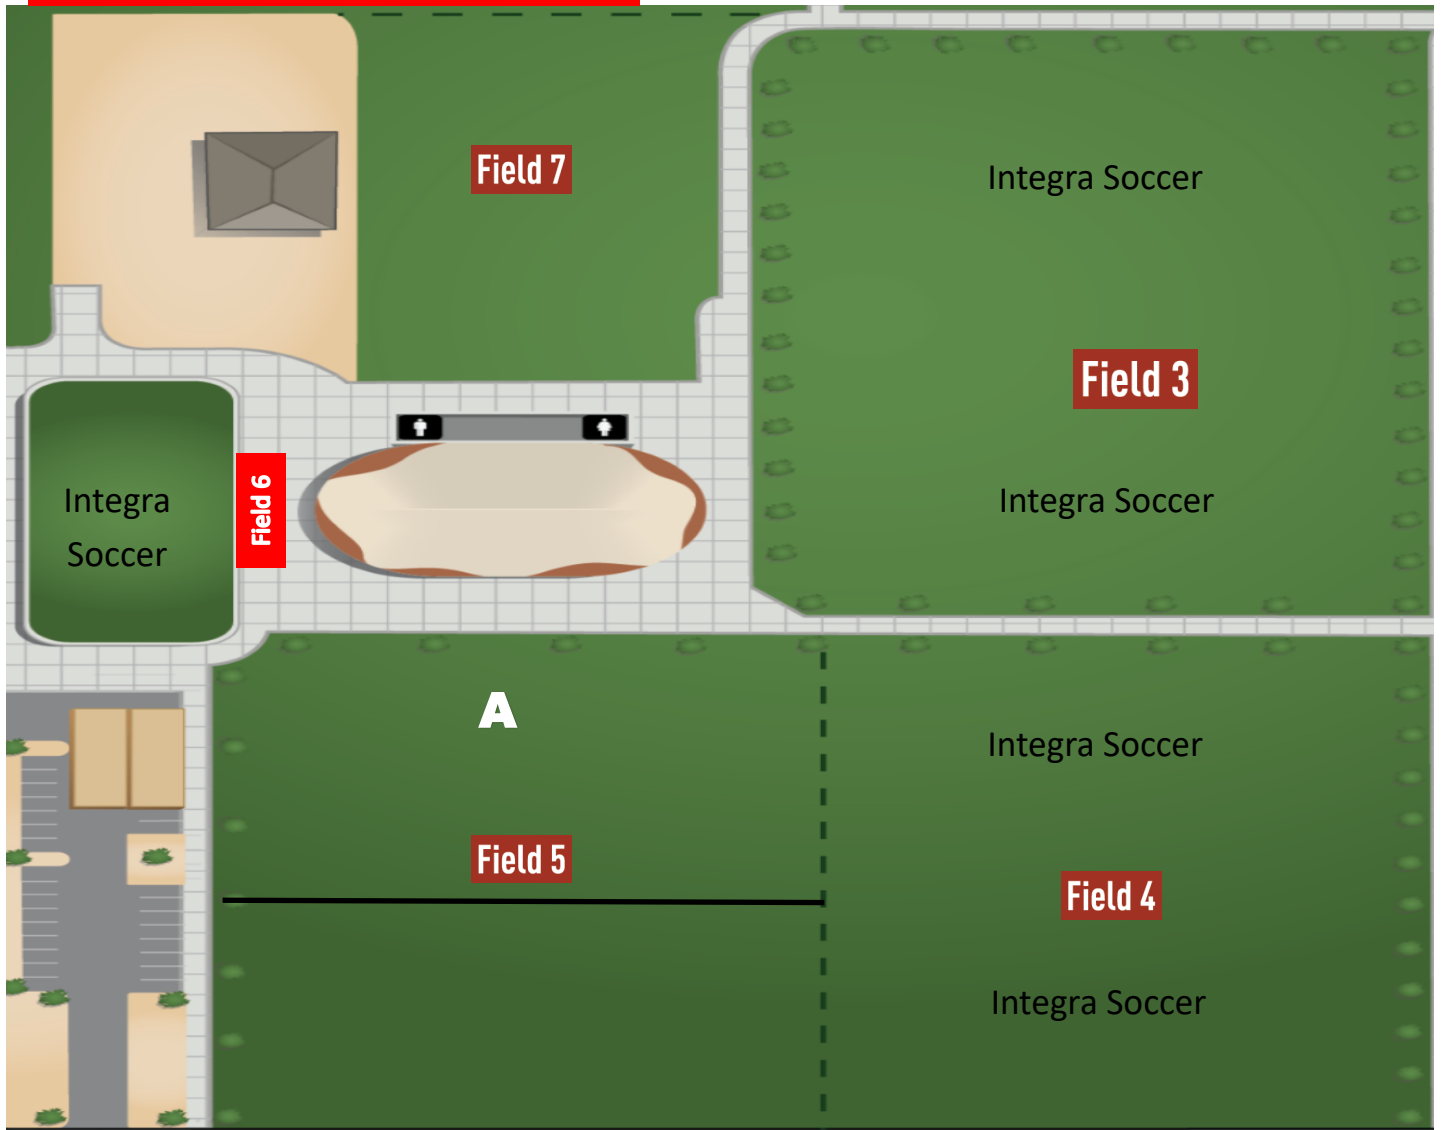 Field 7
Integra Soccer
Field 3
Integra Soccer
Field 6
Integra
Soccer
A
Integra Soccer
Field 5
Field 4
Integra Soccer